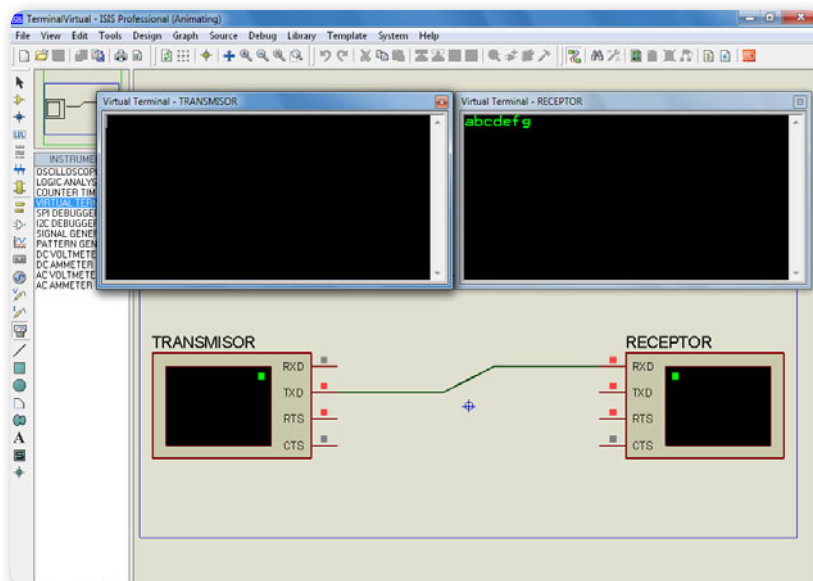 TerminalVirtual - ISIS Professional (Animating)
File View Edit Tools Design Graph Source Debug Library Template System Help
Virtual Terminal - TRANSMISOR
Virtual Terminal - RECEPTOR
abcdefg
INSTRUME
OSCILLOSCOP
LOGIC ANALYS
COUNTER TIM
VIRTUAL TERM
SPI DEBUGGE
I2C DEBUGGE
SIGNAL GENE
PATTERN GEN
DC VOLTMETE
DC AMMETER
AC VOLTMETE
AC AMMETER
TRANSMISOR
RXD
TXD
RTS
CTS
RECEPTOR
RXD
TXD
RTS
CTS